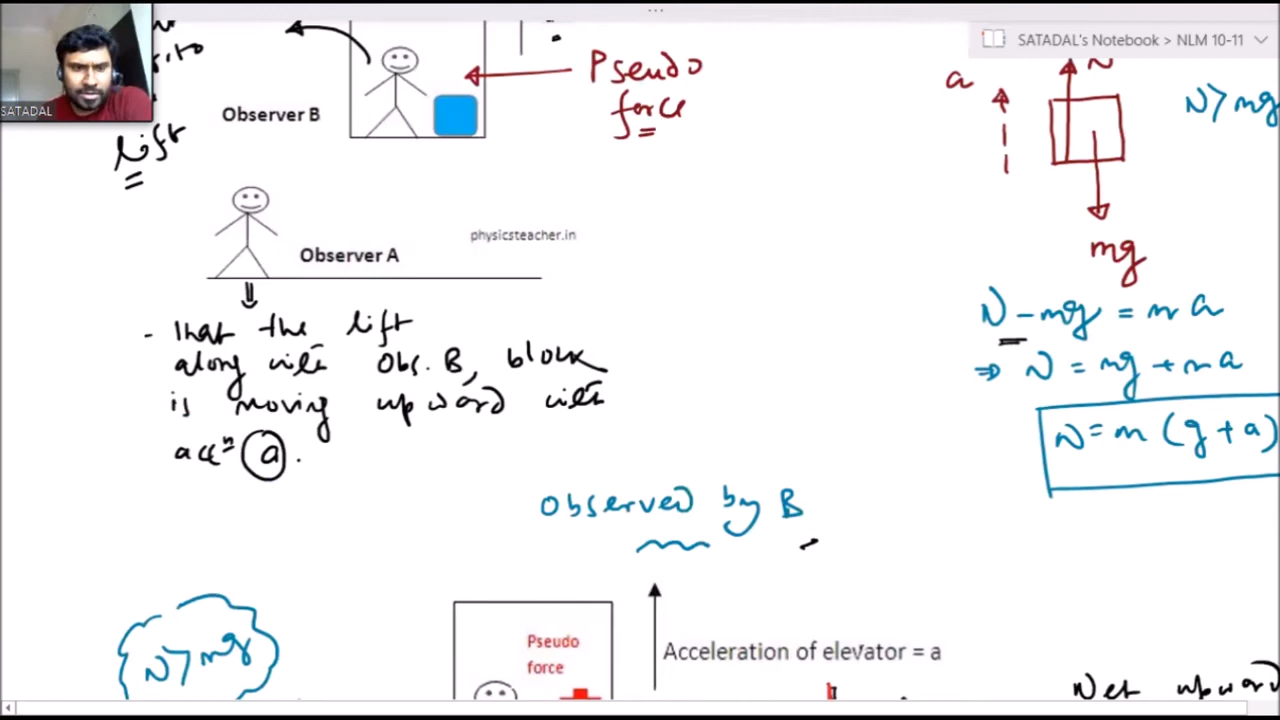 SATADAL's Notebook > NLM 10-11
SATADAL
Observer B
lift
Pseudo
force
a
N
N>mg
mg
Observer A
physicsteacher.in
- that the lift
along with Obs. B, block
is moving upward with
accn a.
N - mg = ma
⇒ N = mg + ma
N = m (g + a)
Observed by B
N>mg
Pseudo
force
Acceleration of elevator = a
Net upward